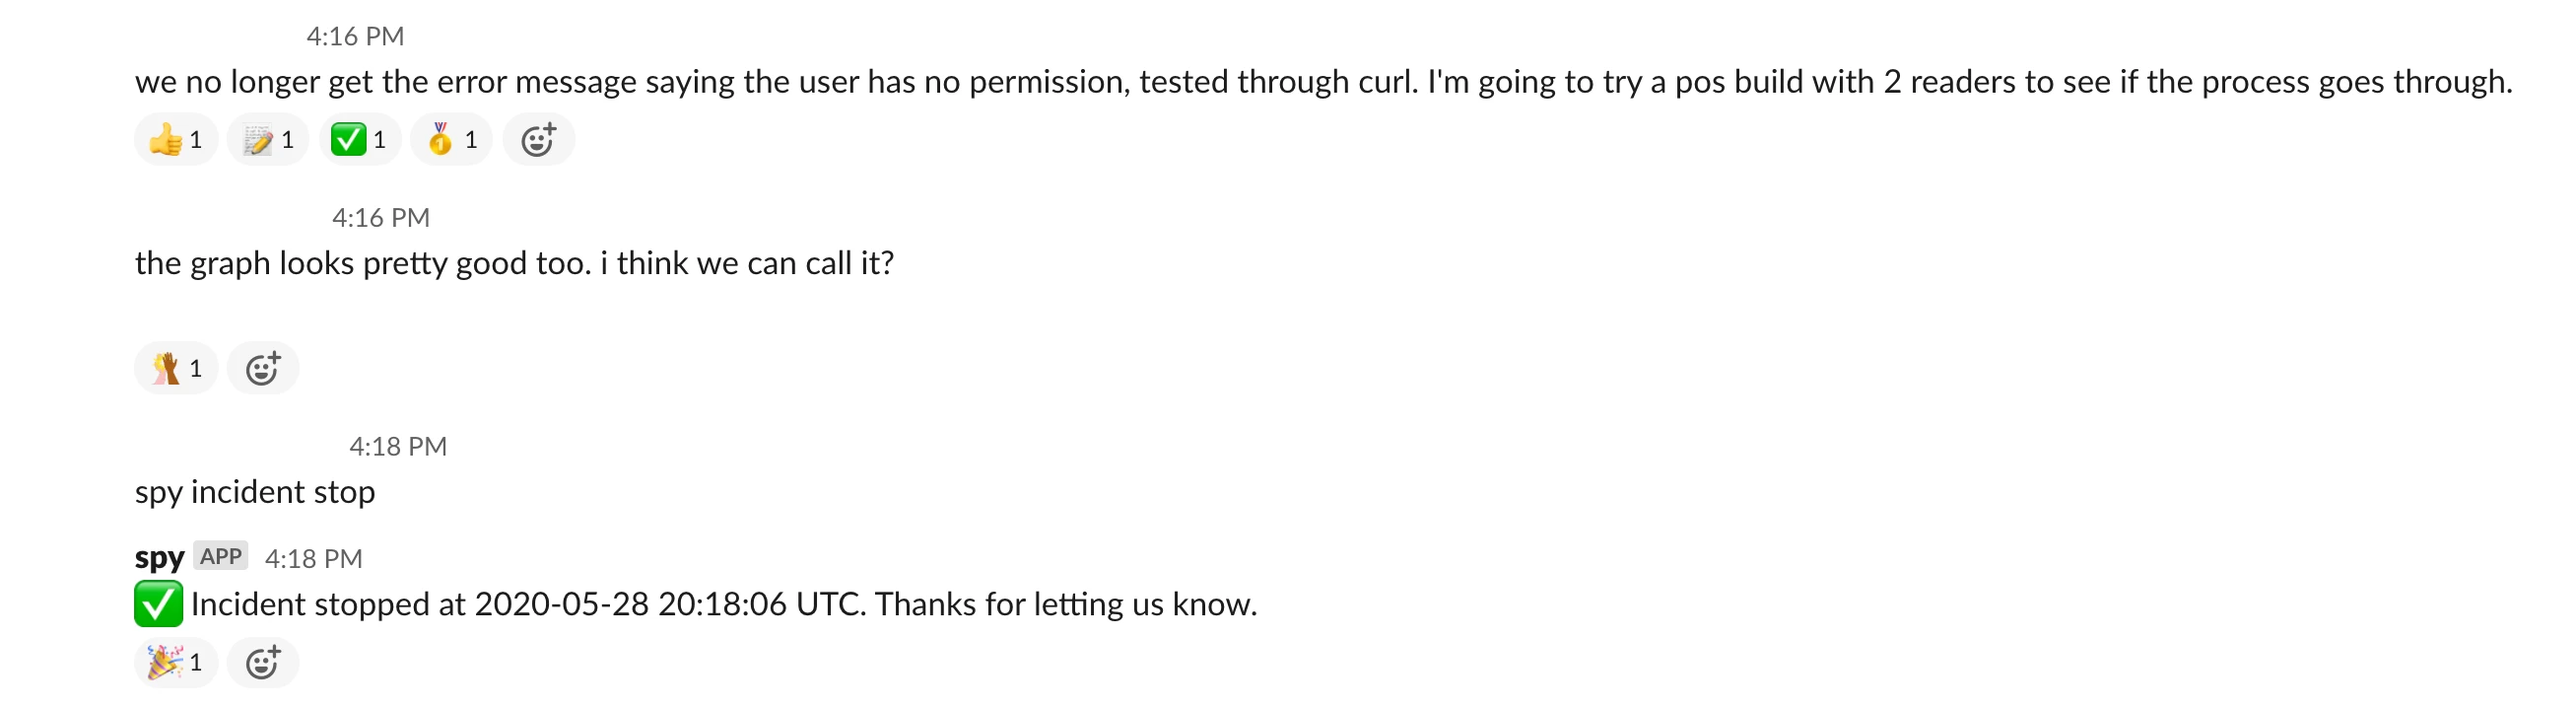 4:16 PM
we no longer get the error message saying the user has no permission, tested through curl. I'm going to try a pos build with 2 readers to see if the process goes through.
1 1 1 1
4:16 PM
the graph looks pretty good too. i think we can call it?
1
4:18 PM
spy incident stop
spy APP 4:18 PM
Incident stopped at 2020-05-28 20:18:06 UTC. Thanks for letting us know.
1